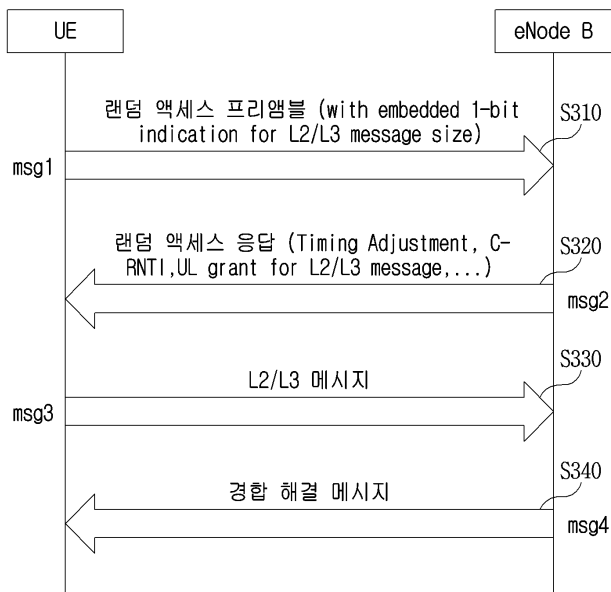 UE
eNode B
랜덤 액세스 프리앰블 (with embedded 1-bit
indication for L2/L3 message size)
S310
msg1
랜덤 액세스 응답 (Timing Adjustment, C-
RNTI,UL grant for L2/L3 message,...)
S320
msg2
L2/L3 메시지
S330
msg3
경합 해결 메시지
S340
msg4